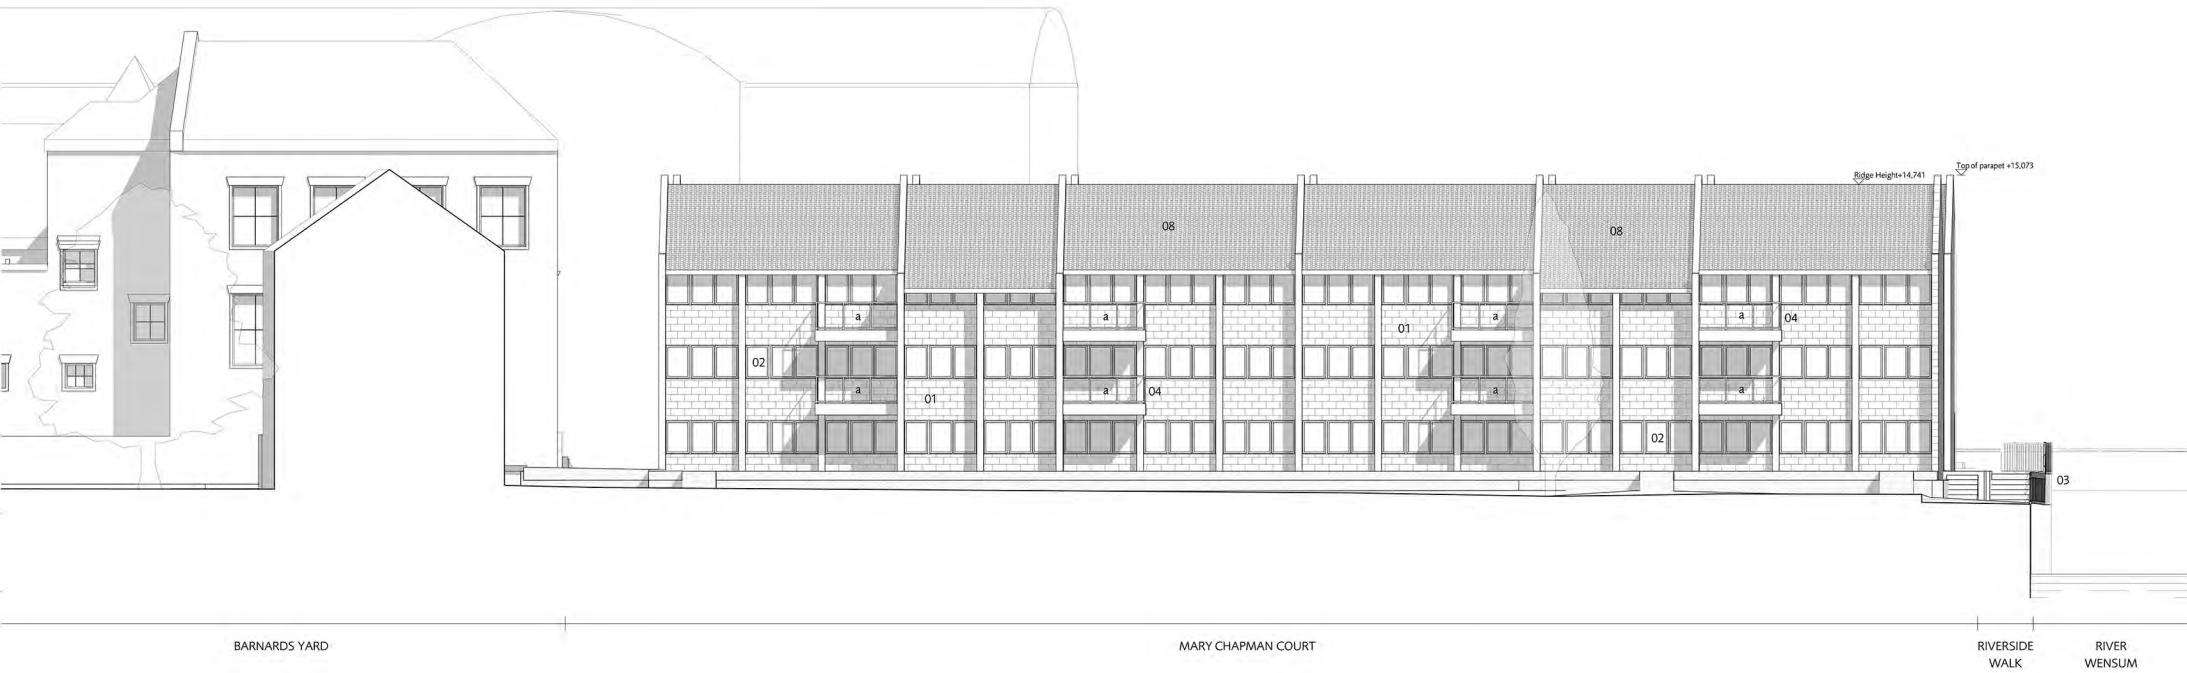 Top of parapet +15,073
Ridge Height+14,741
08
08
a
a
01
a
a
04
02
a
a
a
a
04
01
02
03
BARNARDS YARD
MARY CHAPMAN COURT
RIVERSIDE
WALK
RIVER
WENSUM